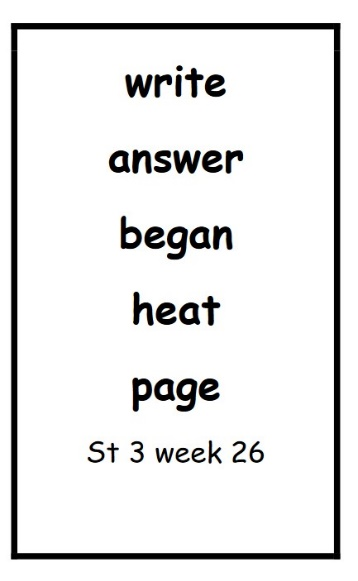 write
answer
began
heat
page
St 3 week 26